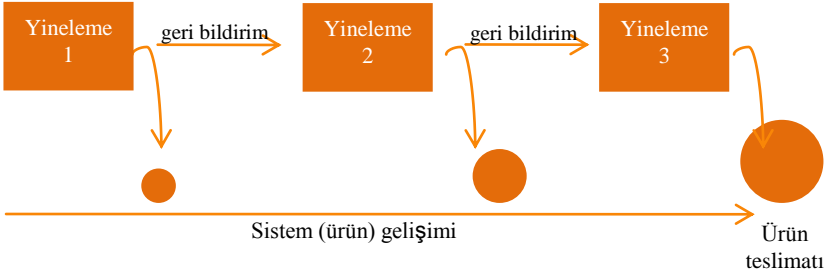 Yineleme
1
geri bildirim
Yineleme
2
geri bildirim
Yineleme
3
Sistem (ürün) gelişimi
Ürün
teslimatı